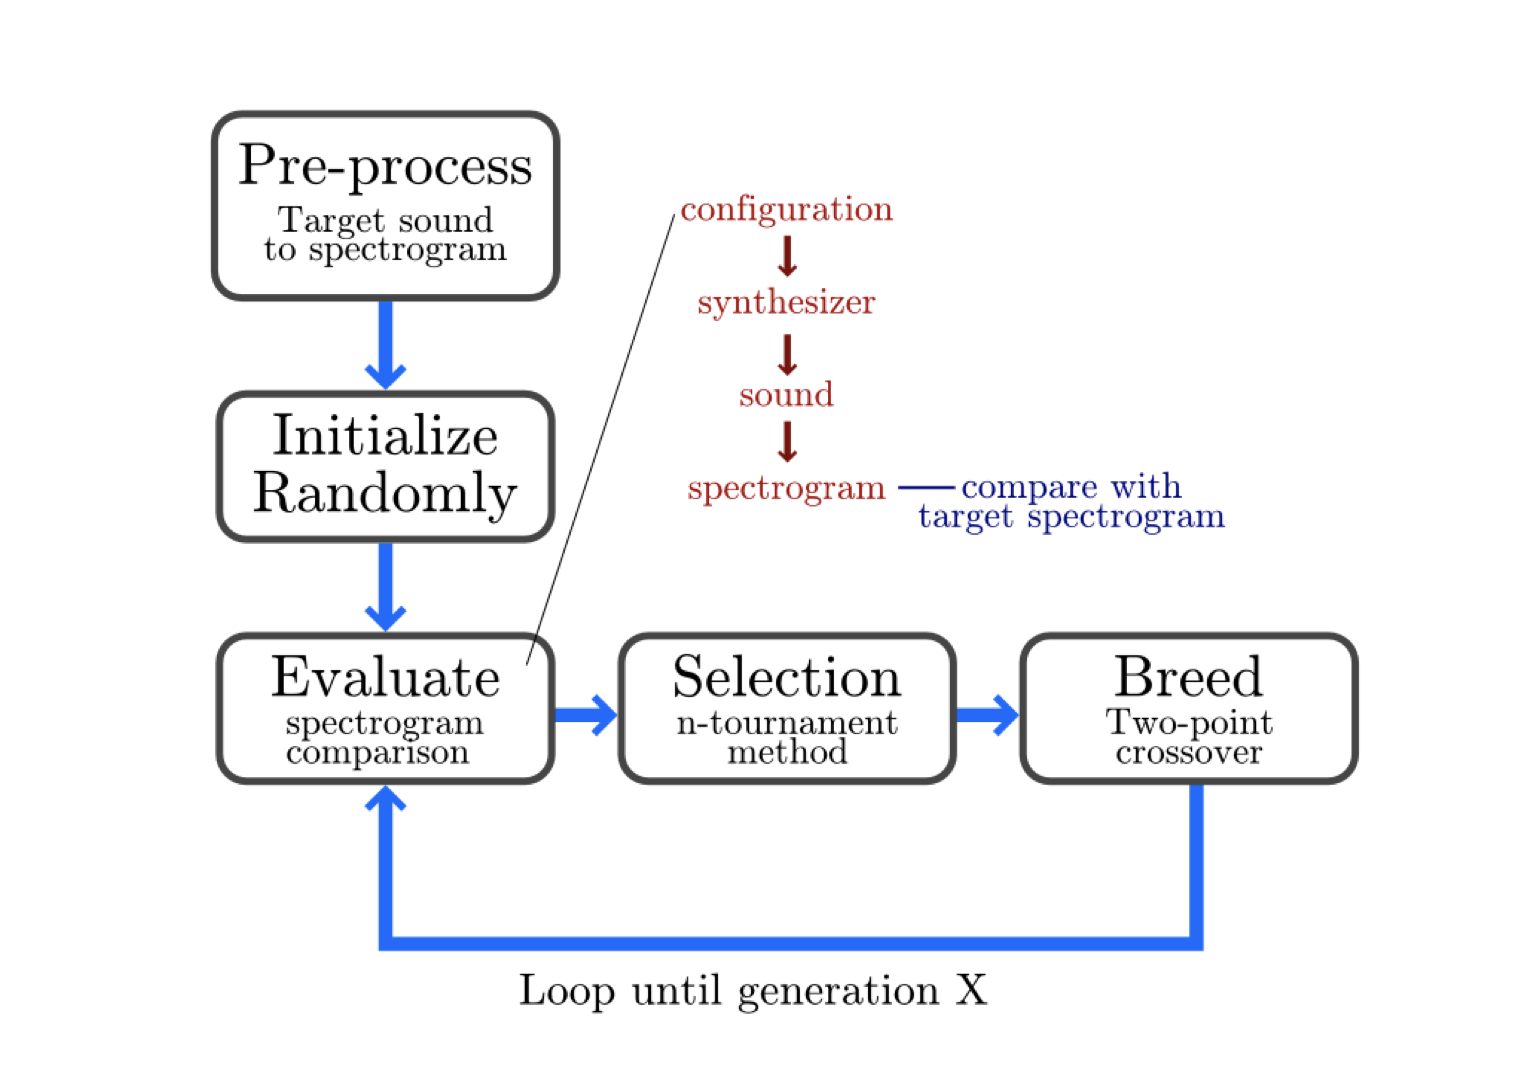 Pre-process
Target sound
to spectrogram
configuration
synthesizer
sound
spectrogram
compare with
target spectrogram
Initialize
Randomly
Evaluate
spectrogram
comparison
Selection
n-tournament
method
Breed
Two-point
crossover
Loop until generation X